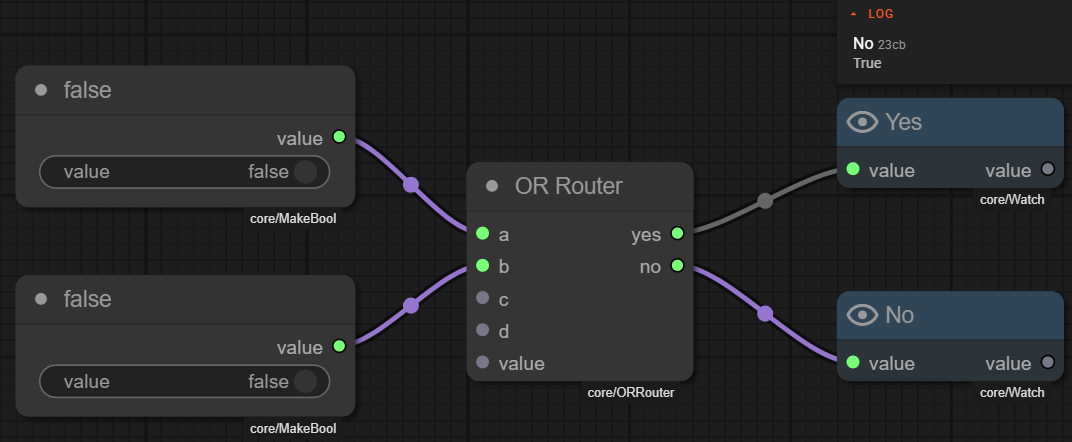 LOG
No 23cb
True
false
value
value false
core/MakeBool
false
value
value false
core/MakeBool
OR Router
a yes
b no
c
d
value
core/ORRouter
Yes
value value
core/Watch
No
value value
core/Watch